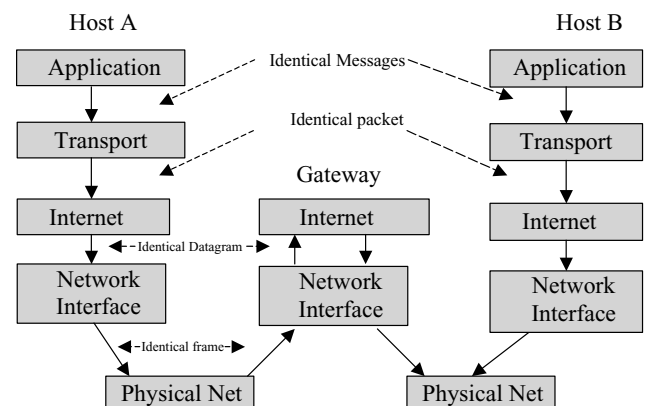 Host A
Host B
Application
Identical Messages
Application
Transport
Identical packet
Transport
Gateway
Internet
Internet
Internet
Identical Datagram
Network
Interface
Network
Interface
Network
Interface
Identical frame
Physical Net
Physical Net